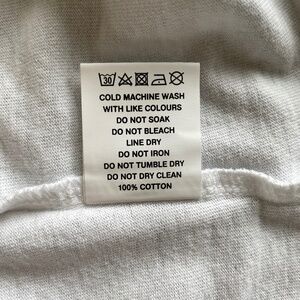 30
COLD MACHINE WASH
WITH LIKE COLOURS
DO NOT SOAK
DO NOT BLEACH
LINE DRY
DO NOT IRON
DO NOT TUMBLE DRY
DO NOT DRY CLEAN
100% COTTON